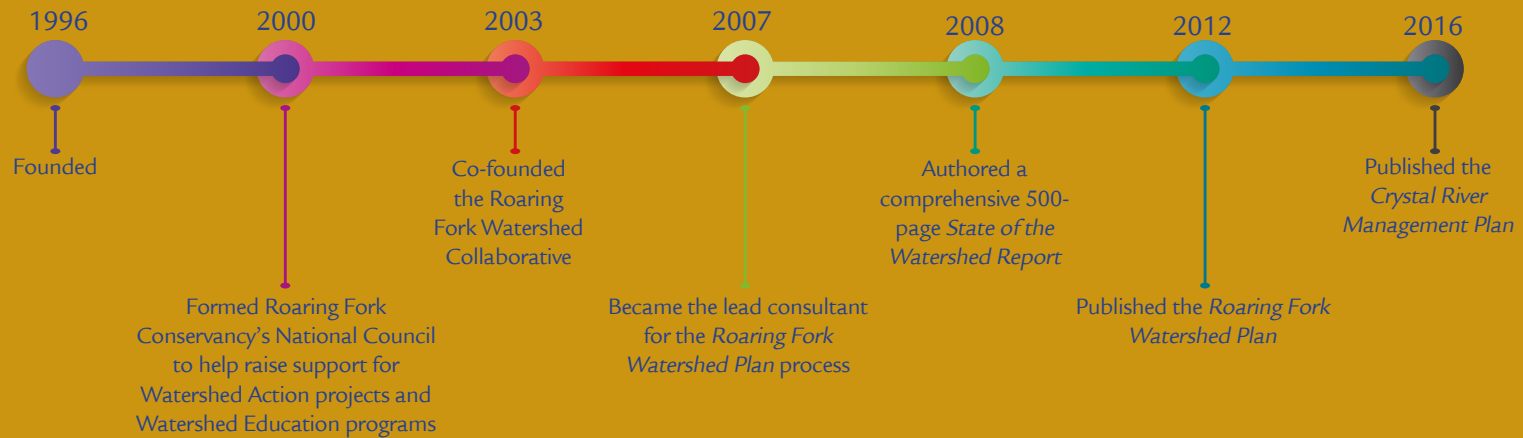 1996
Founded
2000
Formed Roaring Fork
Conservancy's National Council
to help raise support for
Watershed Action projects and
Watershed Education programs
2003
Co-founded
the Roaring
Fork Watershed
Collaborative
2007
Became the lead consultant
for the Roaring Fork
Watershed Plan process
2008
Authored a
comprehensive 500-
page State of the
Watershed Report
2012
Published the Roaring Fork
Watershed Plan
2016
Published the
Crystal River
Management Plan